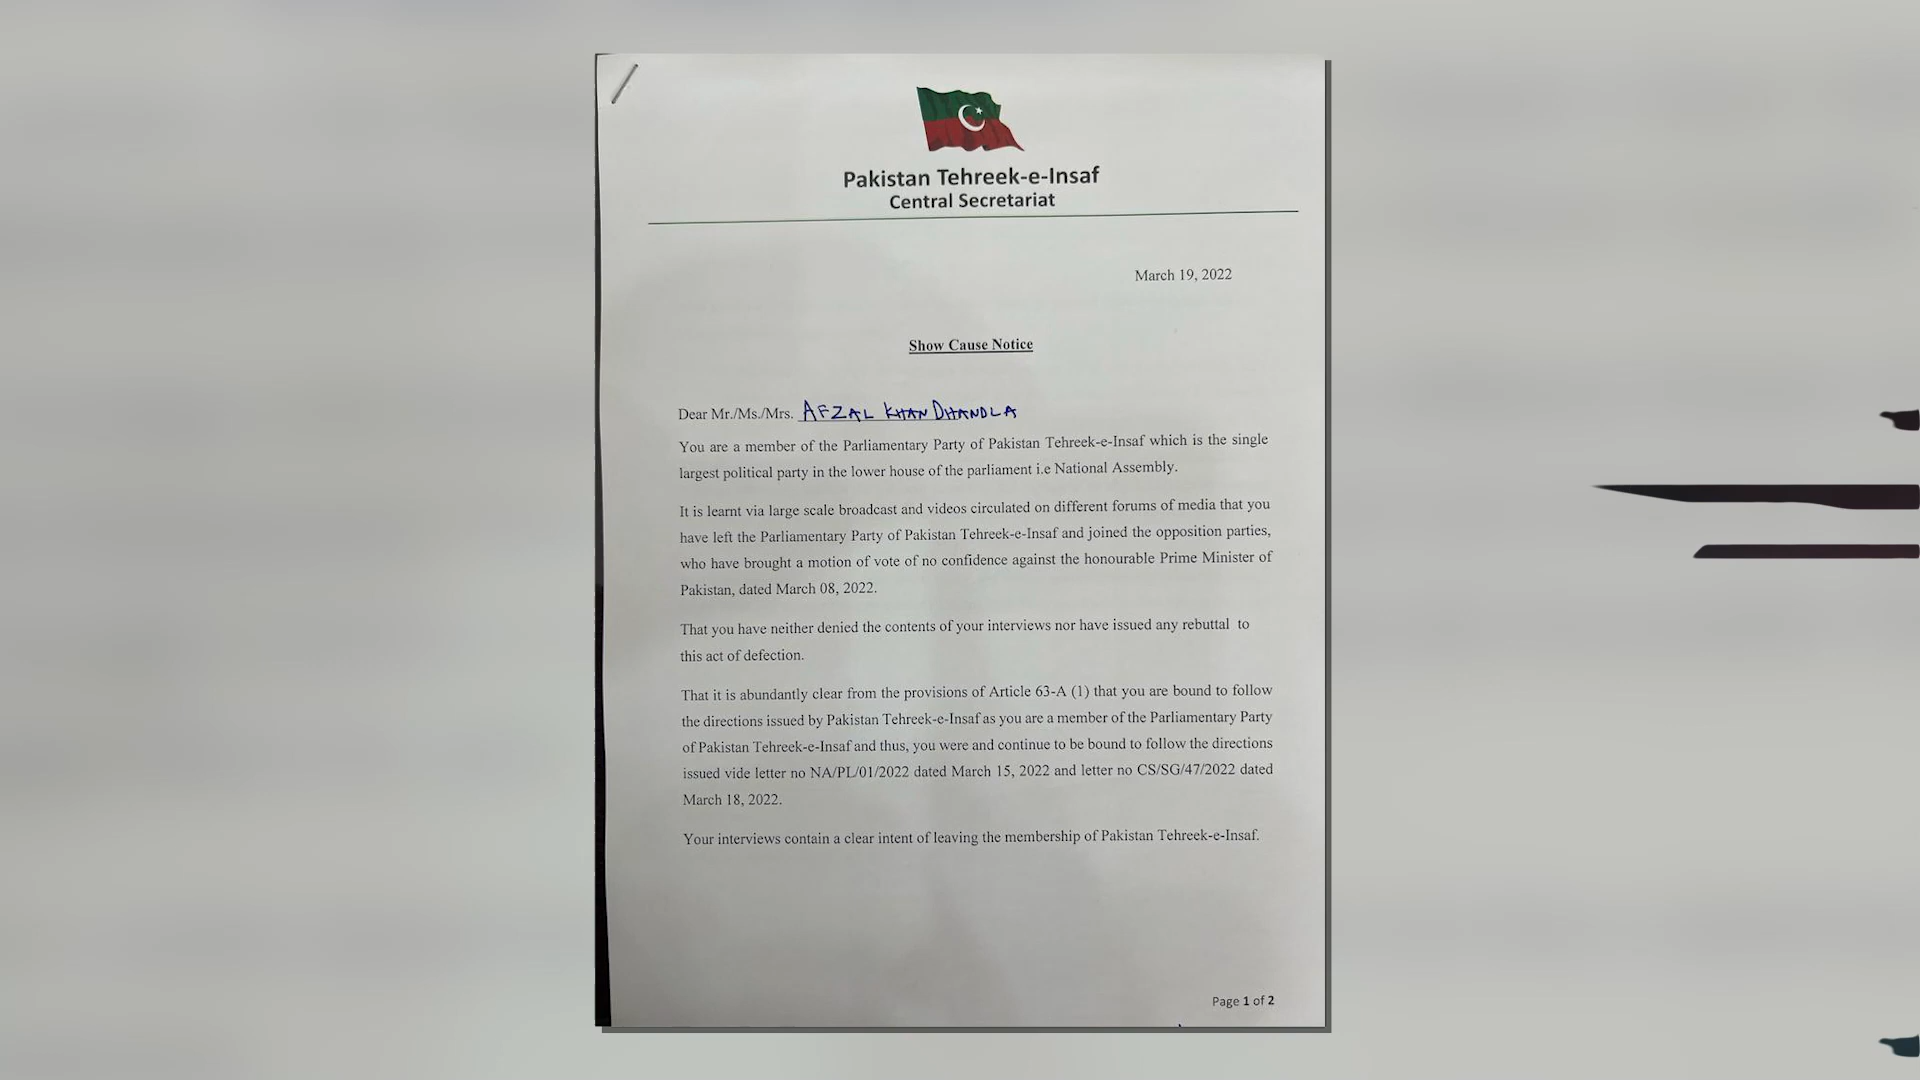 Pakistan Tehreek-e-Insaf
Central Secretariat
March 19, 2022
Show Cause Notice
Dear Mr./Ms./Mrs. AFZAL KHAN DHANDLA
You are a member of the Parliamentary Party of Pakistan Tehreek-e-Insaf which is the single
largest political party in the lower house of the parliament i.e National Assembly.
It is learnt via large scale broadcast and videos circulated on different forums of media that you
have left the Parliamentary Party of Pakistan Tehreek-e-Insaf and joined the opposition parties,
who have brought a motion of vote of no confidence against the honourable Prime Minister of
Pakistan, dated March 08, 2022.
That you have neither denied the contents of your interviews nor have issued any rebuttal to
this act of defection.
That it is abundantly clear from the provisions of Article 63-A (1) that you are bound to follow
the directions issued by Pakistan Tehreek-e-Insaf as you are a member of the Parliamentary Party
of Pakistan Tehreek-e-Insaf and thus, you were and continue to be bound to follow the directions
issued vide letter no NA/PL/01/2022 dated March 15, 2022 and letter no CS/SG/47/2022 dated
March 18, 2022.
Your interviews contain a clear intent of leaving the membership of Pakistan Tehreek-e-Insaf.
Page 1 of 2